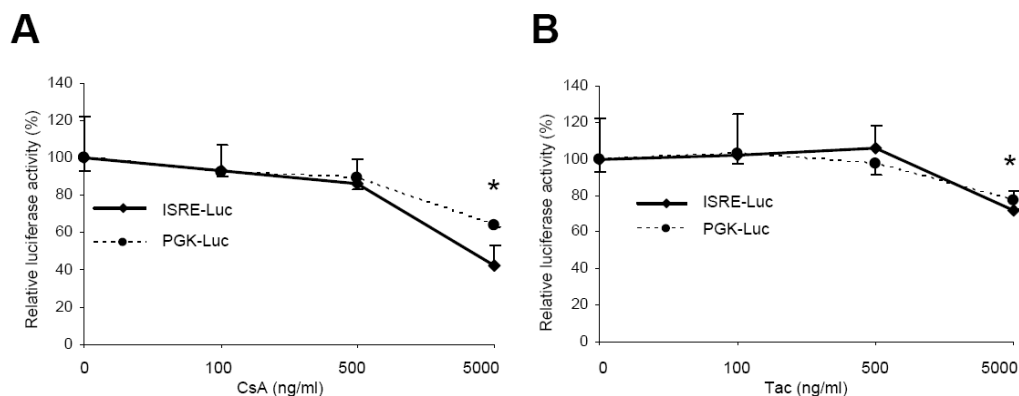 A
Relative luciferase activity (%)
140
120
100
80
60
40
20
0
*
ISRE-Luc
PGK-Luc
0 100 500 5000
CsA (ng/ml)
B
Relative luciferase activity (%)
140
120
100
80
60
40
20
0
*
ISRE-Luc
PGK-Luc
0 100 500 5000
Tac (ng/ml)